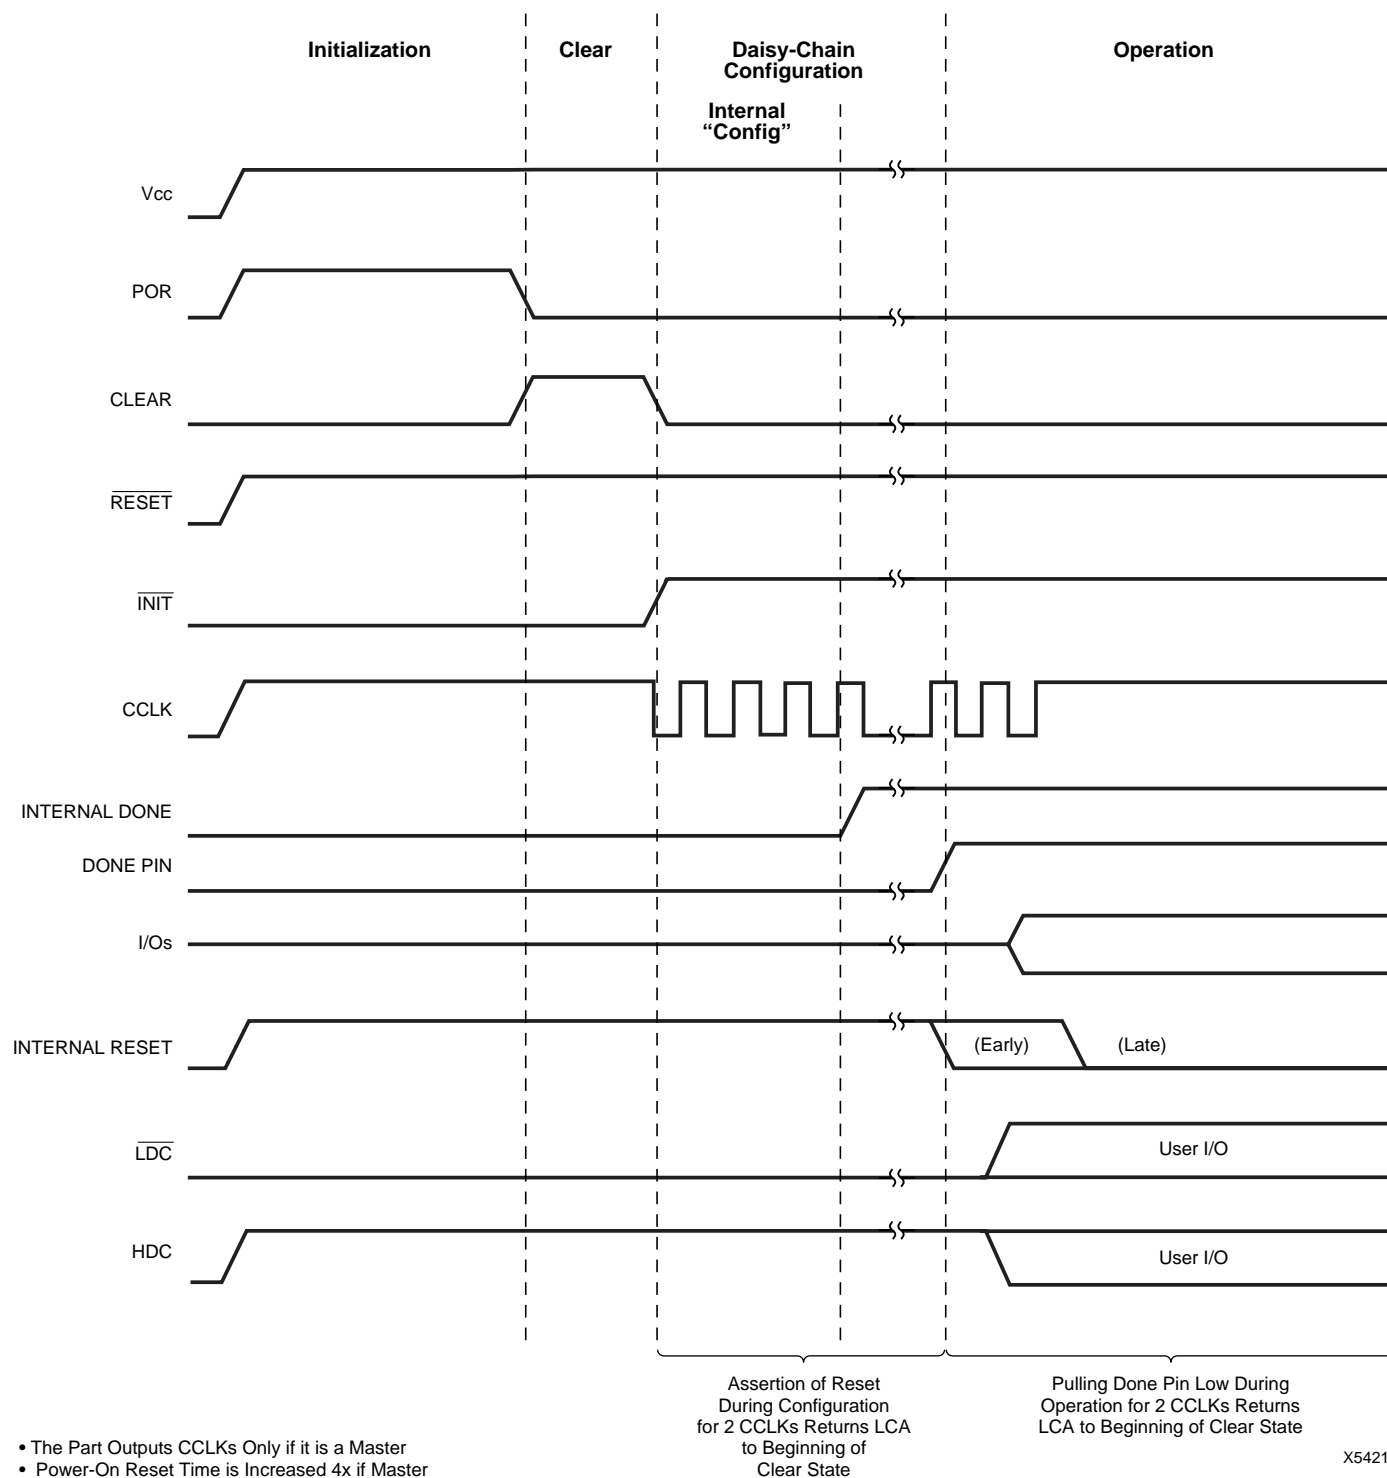 Initialization
Clear
Daisy-Chain
Configuration
Operation
Internal
“Config”
Vcc
POR
CLEAR
RESET
INIT
CCLK
INTERNAL DONE
DONE PIN
I/Os
INTERNAL RESET
(Early)
(Late)
LDC
User I/O
HDC
User I/O
Assertion of Reset
During Configuration
for 2 CCLKs Returns LCA
to Beginning of
Clear State
Pulling Done Pin Low During
Operation for 2 CCLKs Returns
LCA to Beginning of Clear State
• The Part Outputs CCLKs Only if it is a Master
• Power-On Reset Time is Increased 4x if Master
X5421